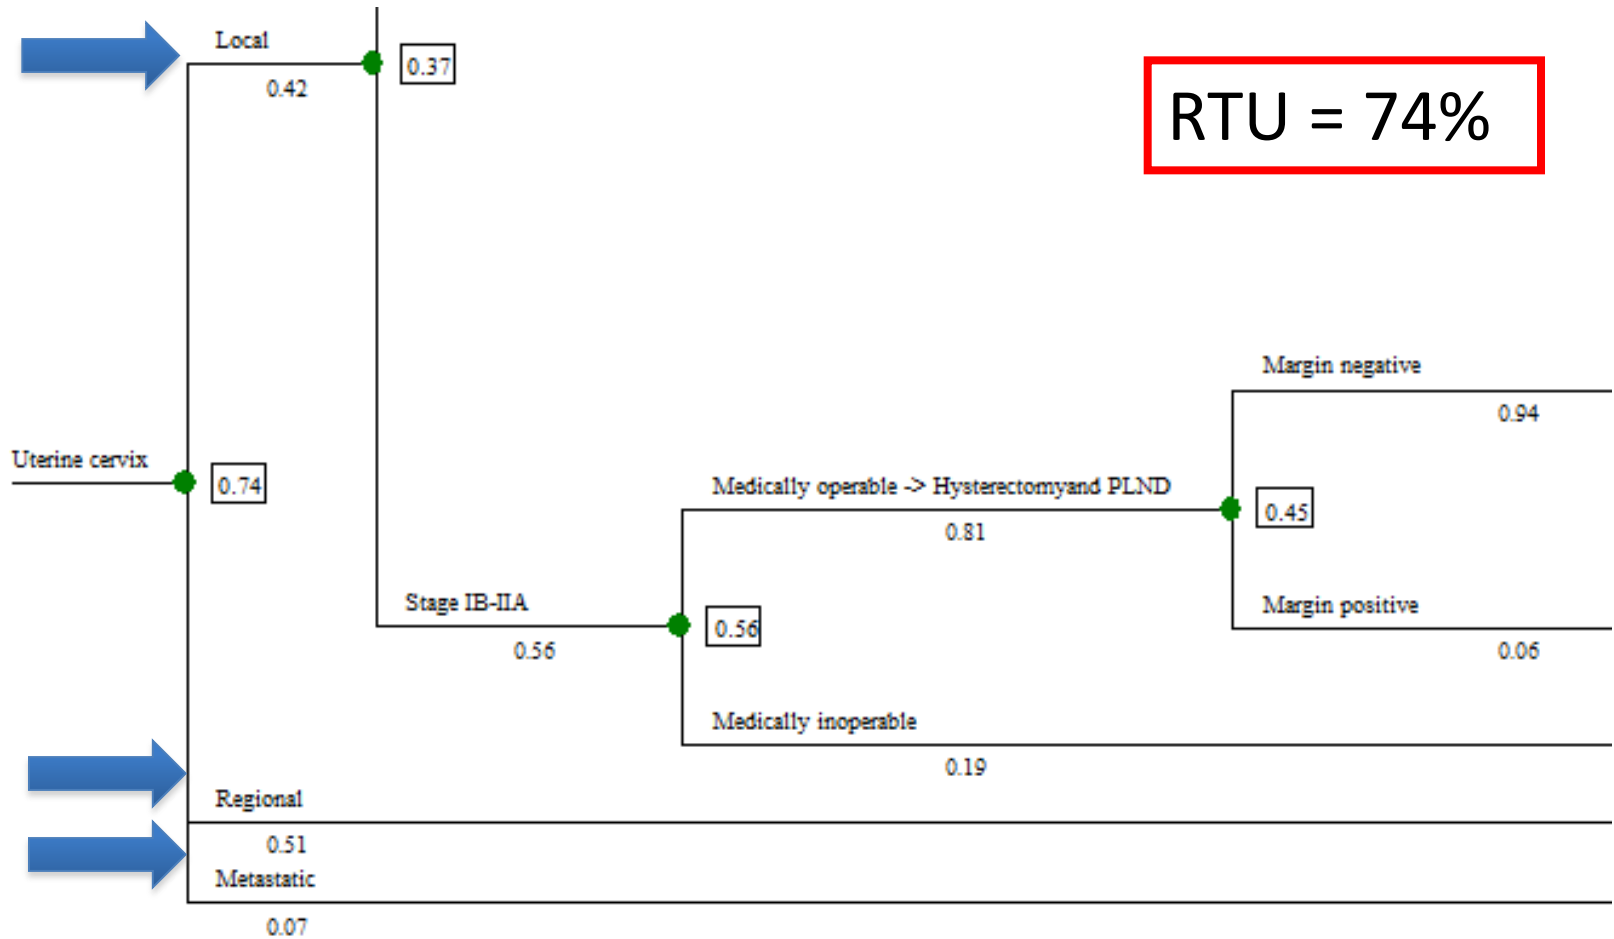 Local
0.42
0.37
RTU = 74%
Margin negative
0.94
Uterine cervix
0.74
Medically operable -> Hysterectomyand PLND
0.81
0.45
Stage IB-IIA
0.56
0.56
Margin positive
0.06
Medically inoperable
0.19
Regional
0.51
Metastatic
0.07